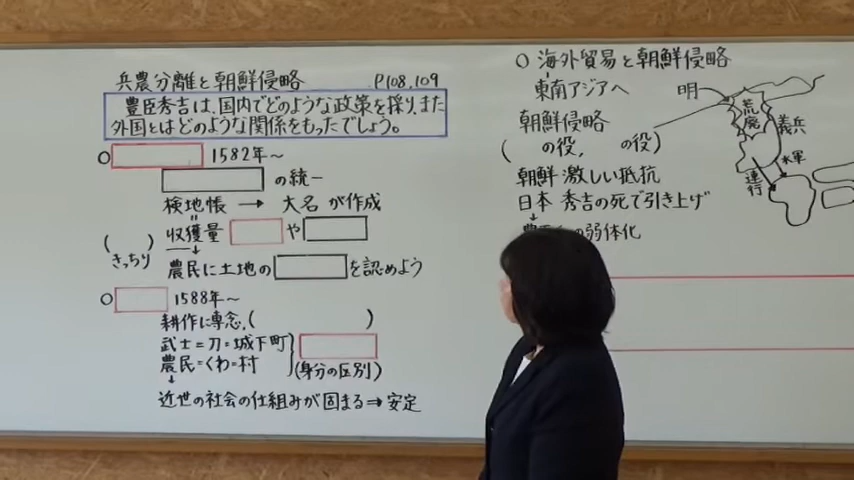 兵農分離と朝鮮侵略 P108,109
豊臣秀吉は、国内でどのような政策を採り、また
外国とはどのような関係をもったでしょう。
○ 1582年～
の統一
検地帳 → 大名 が作成
収穫量 や
( きっちり )
農民に土地の を認めよう
○ 1588年～
耕作に専念，( )
武士＝刀＝城下町
農民＝くわ＝村
(身分の区別)
↓
近世の社会の仕組みが固まる⇒安定
○ 海外貿易と朝鮮侵略
東南アジアへ
朝鮮侵略
( の役， の役)
朝鮮 激しい抵抗
日本 秀吉の死で引き上げ
↓
の弱体化
明
荒廃
義兵
水軍
連行